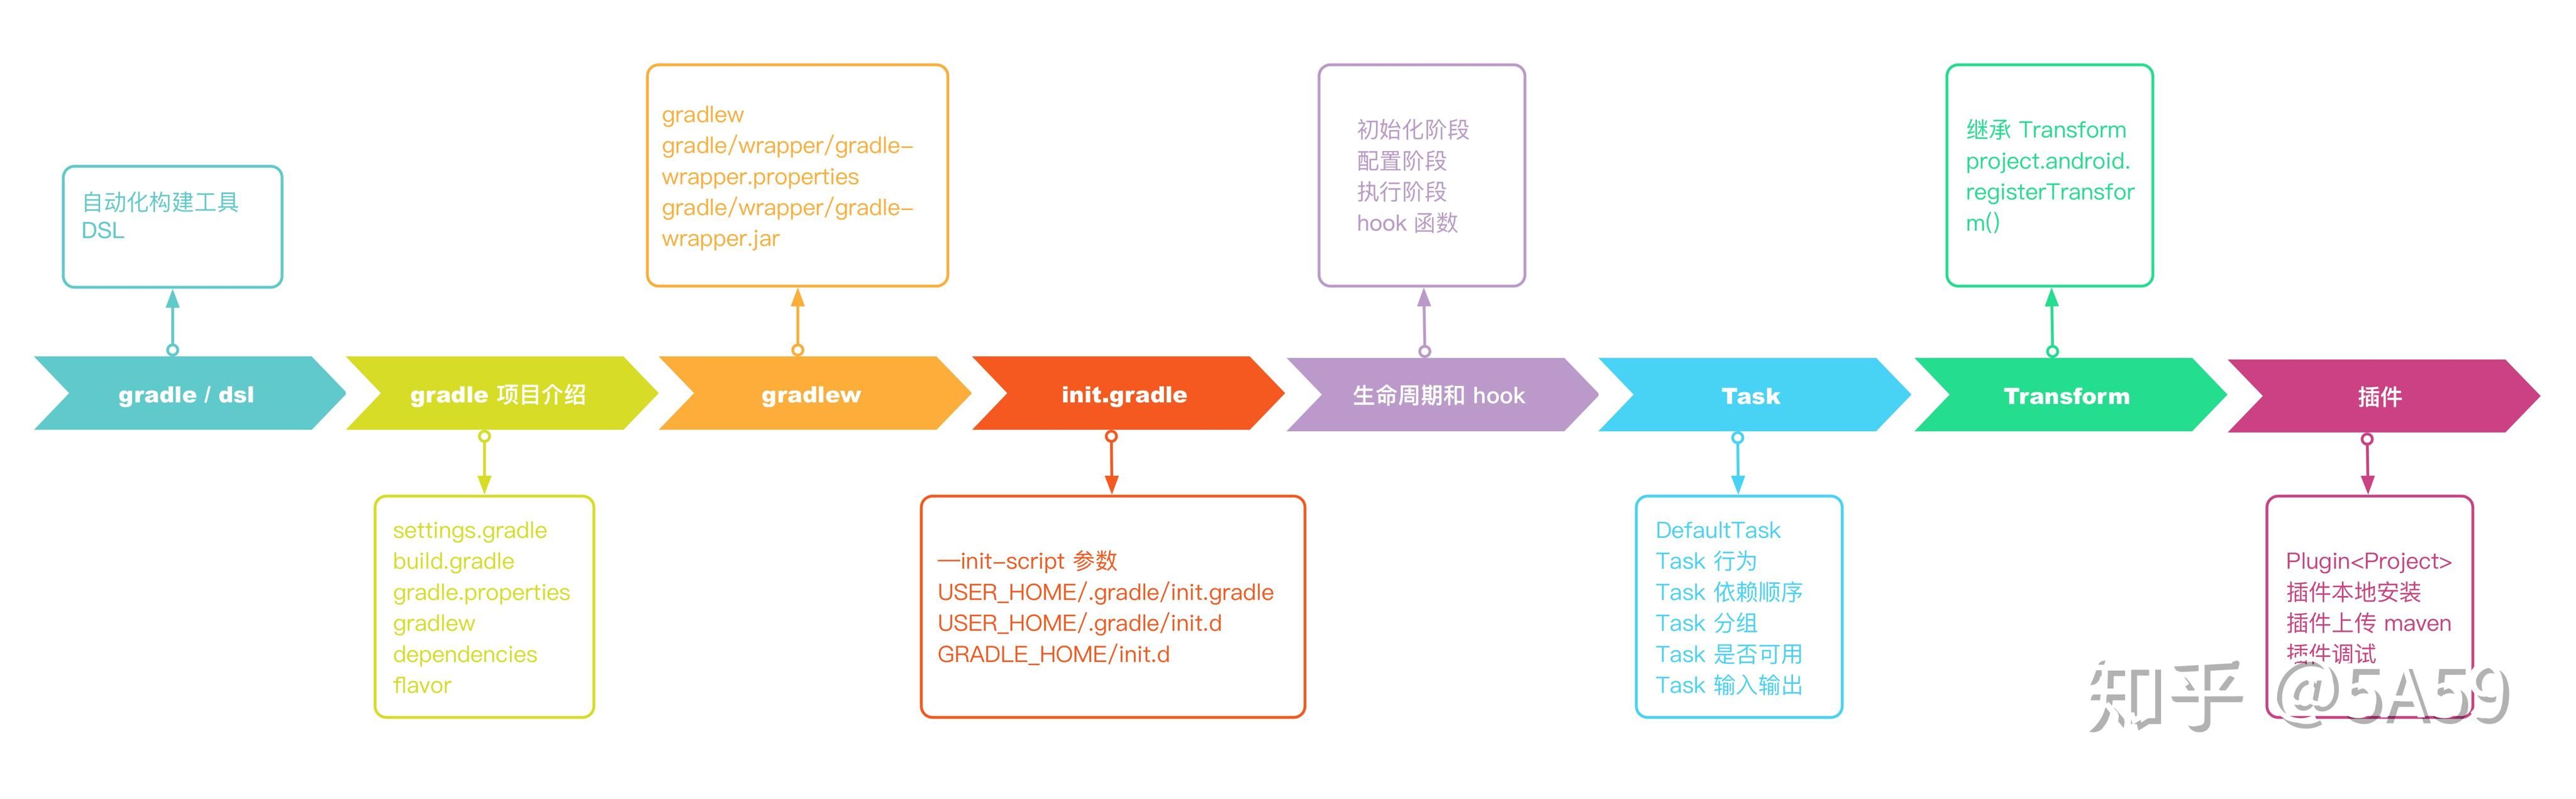 自动化构建工具
DSL
gradlew
gradle/wrapper/gradle-
wrapper.properties
gradle/wrapper/gradle-
wrapper.jar
初始化阶段
配置阶段
执行阶段
hook 函数
继承 Transform
project.android.
registerTransfor
m()
gradle / dsl
gradle 项目介绍
gradlew
init.gradle
生命周期和 hook
Task
Transform
插件
settings.gradle
build.gradle
gradle.properties
gradlew
dependencies
flavor
—init-script 参数
USER_HOME/.gradle/init.gradle
USER_HOME/.gradle/init.d
GRADLE_HOME/init.d
DefaultTask
Task 行为
Task 依赖顺序
Task 分组
Task 是否可用
Task 输入输出
Plugin<Project>
插件本地安装
插件上传 maven
插件调试
知乎 @5A59